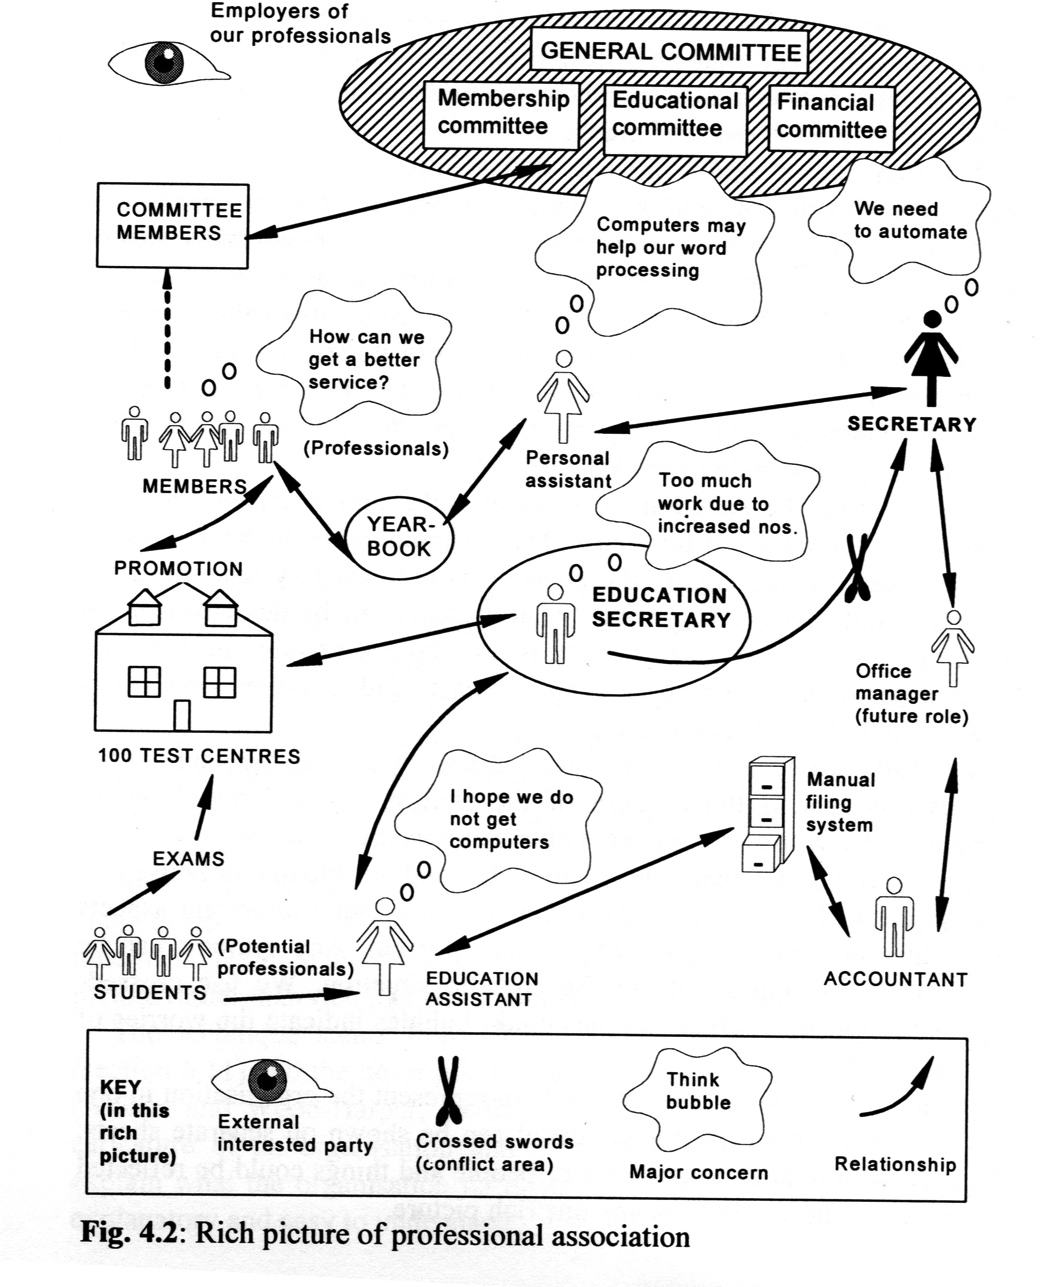 Employers of
our professionals
GENERAL COMMITTEE
Membership
committee
Educational
committee
Financial
committee
COMMITTEE
MEMBERS
Computers may
help our word
processing
We need
to automate
How can we
get a better
service?
(Professionals)
MEMBERS
SECRETARY
Personal
assistant
YEAR-
BOOK
Too much
work due to
increased nos.
PROMOTION
EDUCATION
SECRETARY
Office
manager
(future role)
100 TEST CENTRES
I hope we do
not get
computers
Manual
filing
system
EXAMS
(Potential
professionals)
STUDENTS
EDUCATION
ASSISTANT
ACCOUNTANT
KEY
(in this
rich
picture)
External
interested party
Crossed swords
(conflict area)
Think
bubble
Major concern
Relationship
Fig. 4.2: Rich picture of professional association